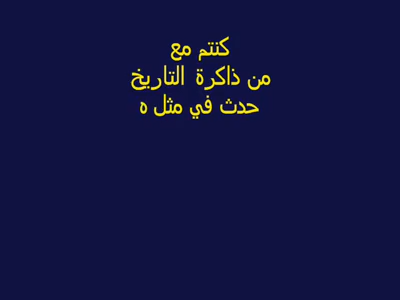 كنتم مع
من ذاكرة التاريخ
حدث في مثل ه